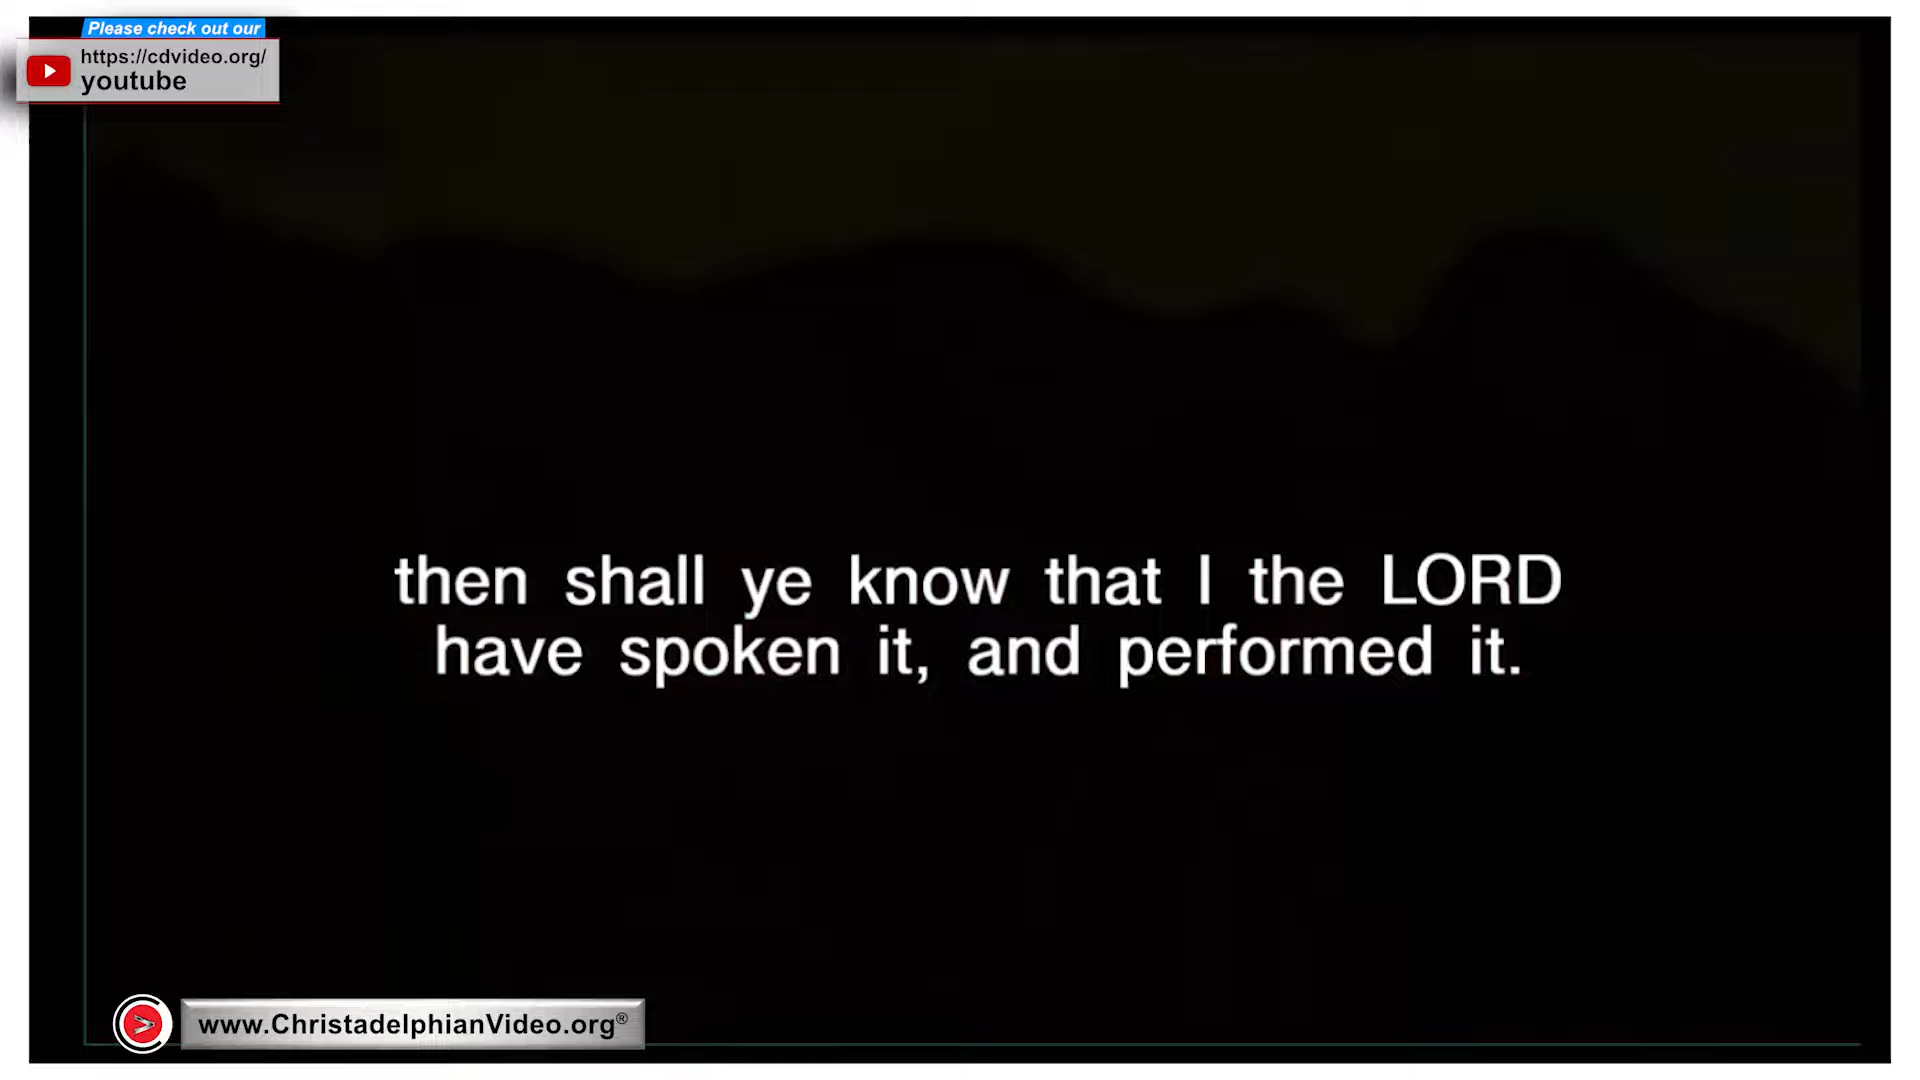 Please check out our
https://cdvideo.org/
youtube
then shall ye know that I the LORD
have spoken it, and performed it.
www.ChristadelphianVideo.org®